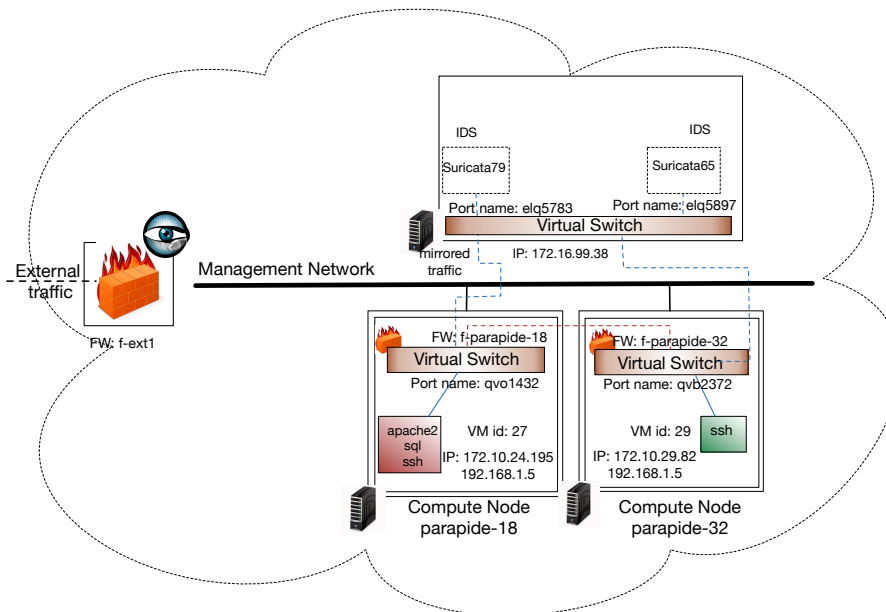 IDS
IDS
Suricata79
Suricata65
Port name: elq5783
Port name: elq5897
Virtual Switch
mirrored
traffic
IP: 172.16.99.38
External
traffic
Management Network
FW: f-ext1
FW: f-parapide-18
Virtual Switch
Port name: qvo1432
apache2
sql
ssh
VM id: 27
IP: 172.10.24.195
192.168.1.5
Compute Node
parapide-18
FW: f-parapide-32
Virtual Switch
Port name: qvb2372
VM id: 29
ssh
IP: 172.10.29.82
192.168.1.5
Compute Node
parapide-32